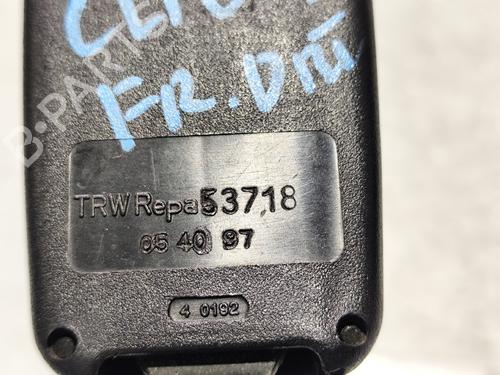 FR. Dri
TRW Repa 53718
05 40 97
4 0192
B-PARTS